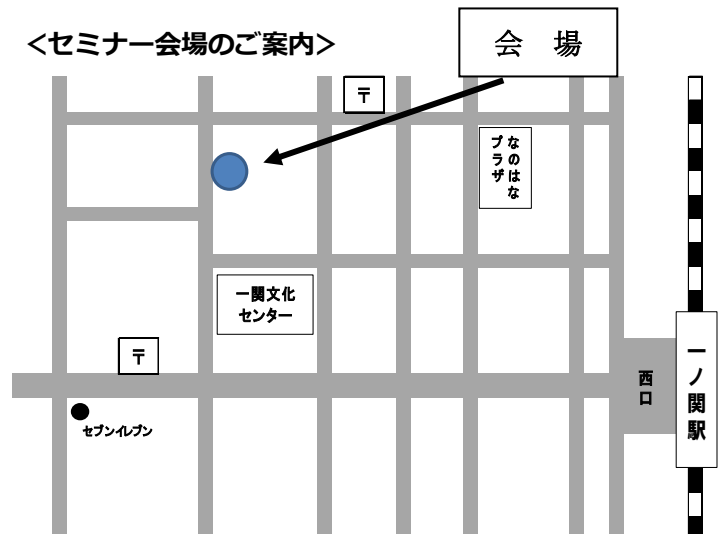 ＜セミナー会場のご案内＞
会　場
〒
なのはな
プラザ
一関文化
センター
〒
西口
一ノ関駅
セブンイレブン